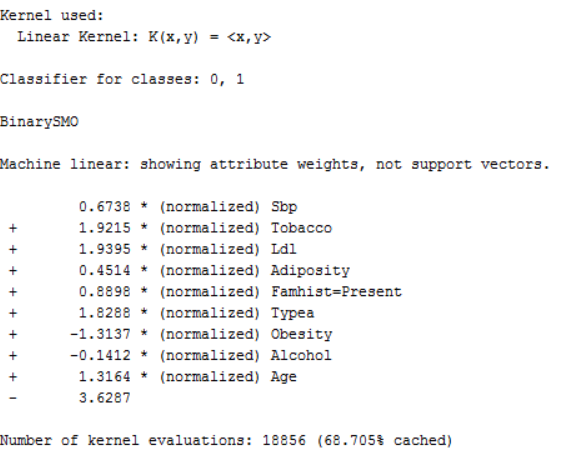 Kernel used:
Linear Kernel: K(x,y) = <x,y>
Classifier for classes: 0, 1
BinarySMO
Machine linear: showing attribute weights, not support vectors.
0.6738 * (normalized) Sbp
+ 1.9215 * (normalized) Tobacco
+ 1.9395 * (normalized) Ldl
+ 0.4514 * (normalized) Adiposity
+ 0.8898 * (normalized) Famhist=Present
+ 1.8288 * (normalized) Typea
+ -1.3137 * (normalized) Obesity
+ -0.1412 * (normalized) Alcohol
+ 1.3164 * (normalized) Age
- 3.6287
Number of kernel evaluations: 18856 (68.705% cached)